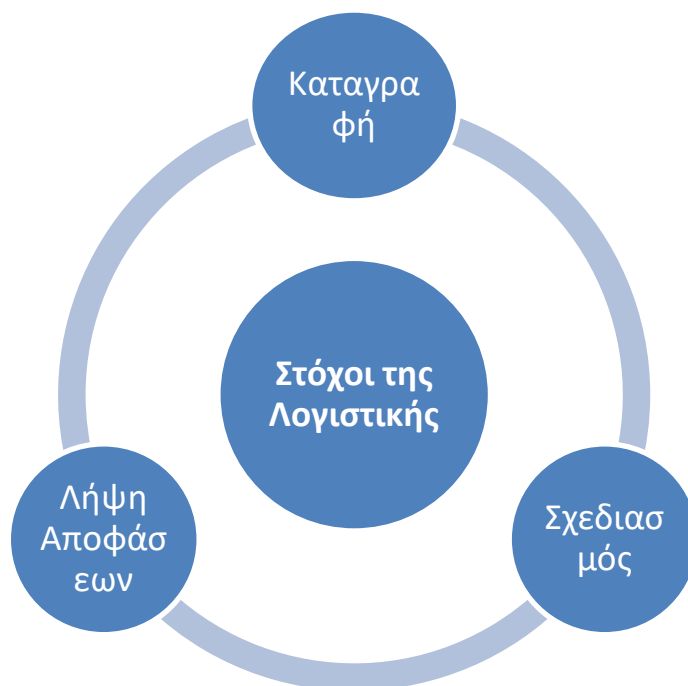 Καταγρα
φή
Στόχοι της
Λογιστικής
Λήψη
Αποφάσ
εων
Σχεδιασ
μός